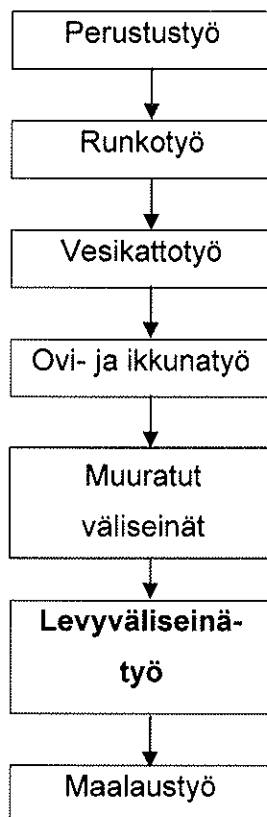 Perustustyö
Runkotyö
Vesikattotyö
Ovi- ja ikkunatyö
Muuratut
väliseinät
Levyväliseinä-
työ
Maalaustyö